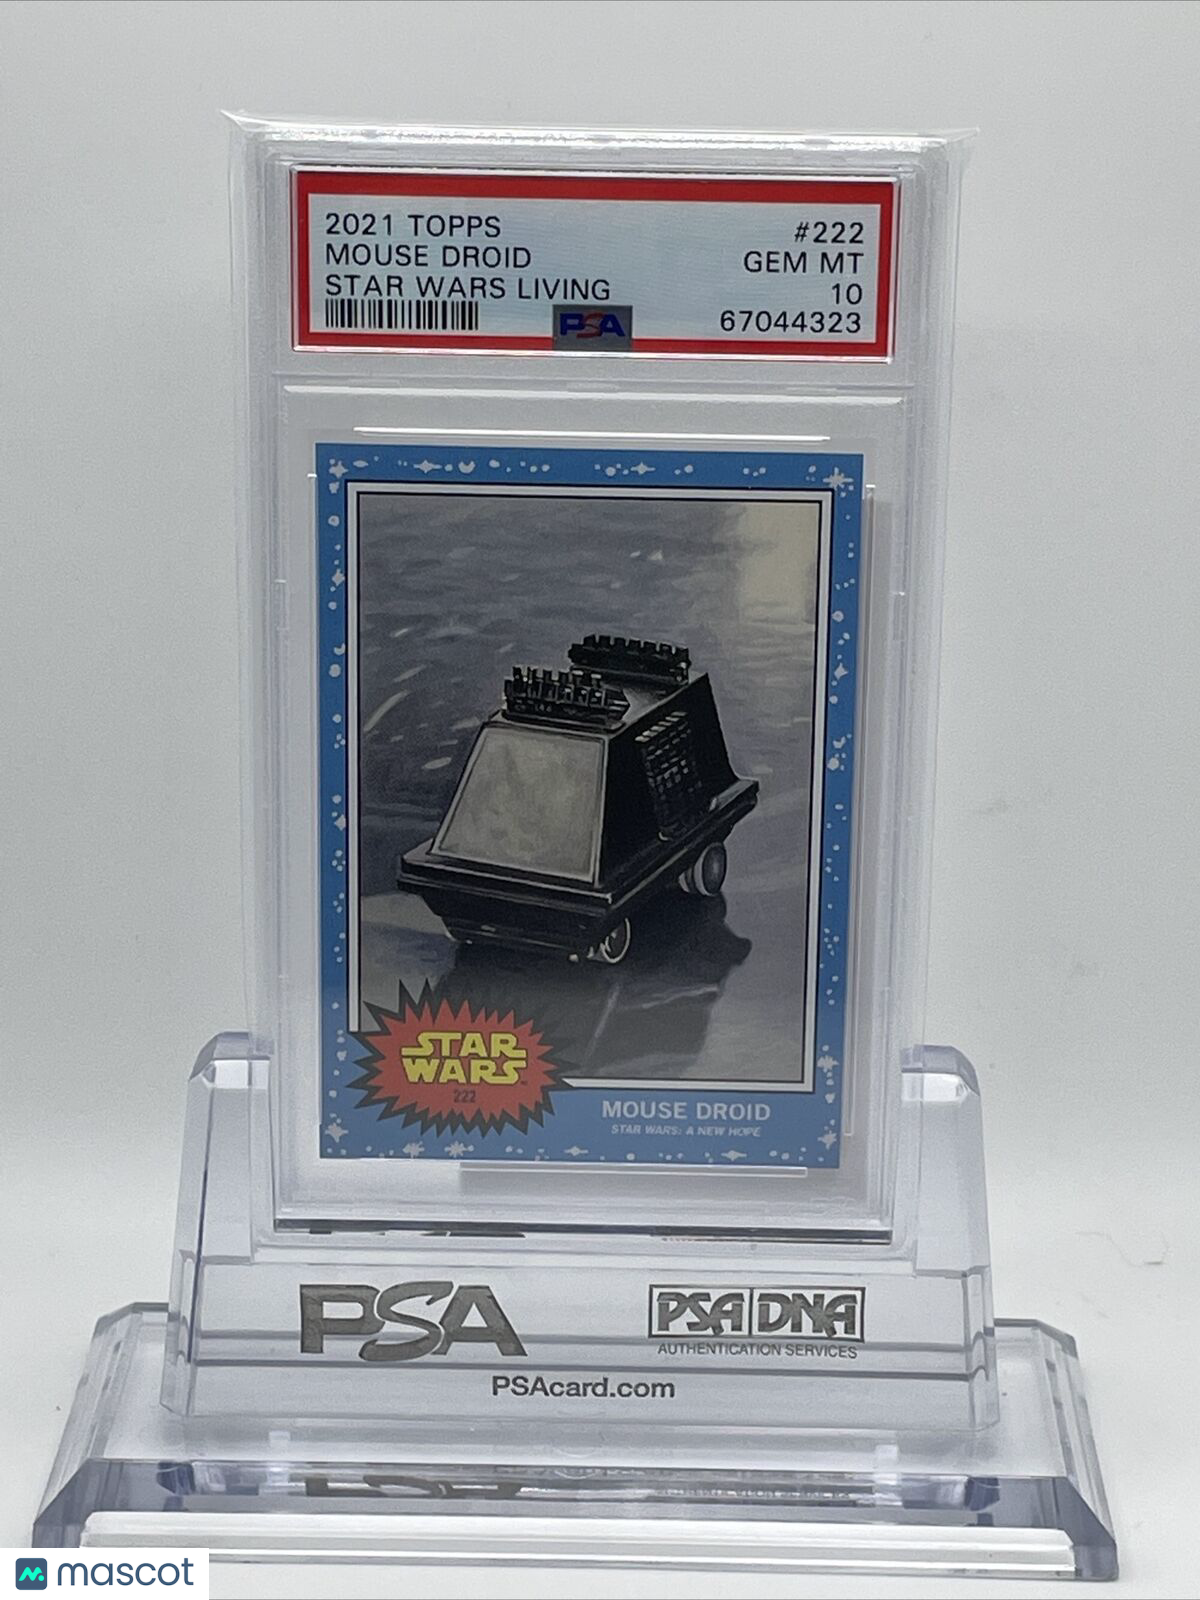 2021 TOPPS #222
MOUSE DROID GEM MT
STAR WARS LIVING 10
PSA 67044323
STAR
WARS
222
MOUSE DROID
STAR WARS: A NEW HOPE
PSA PSA DNA
AUTHENTICATION SERVICES
PSAcard.com
mascot